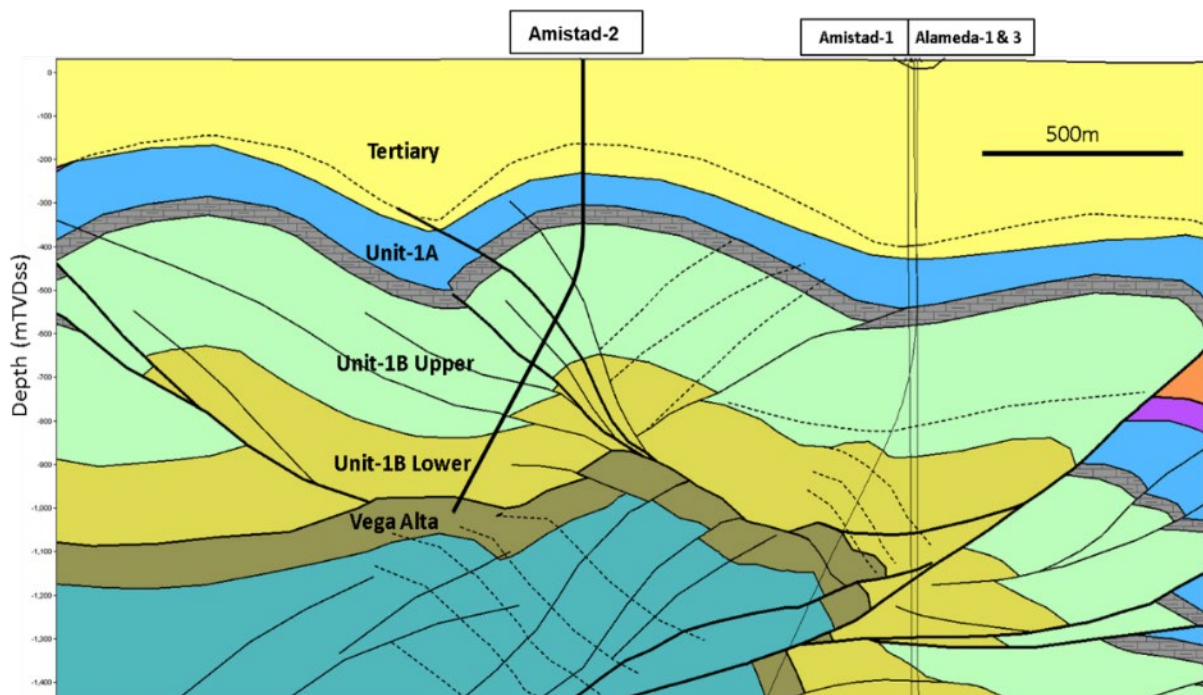 Amistad-2
Amistad-1
Alameda-1 & 3
0
-100
-200
-300
-400
-500
-600
-700
-800
-900
-1,000
-1,100
-1,200
-1,300
-1,400
Depth (mTVDss)
500m
Tertiary
Unit-1A
Unit-1B Upper
Unit-1B Lower
Vega Alta